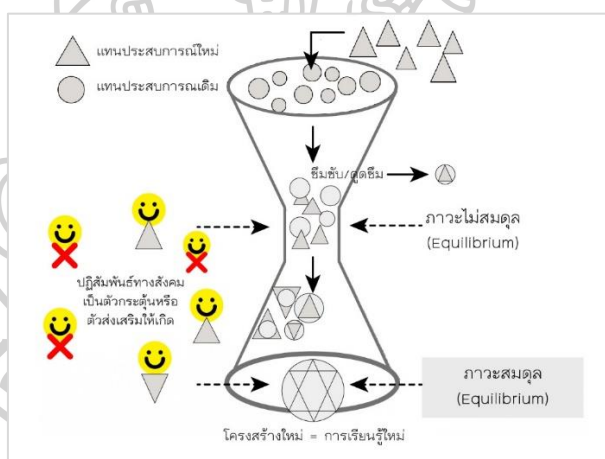 แทนประสบการณ์ใหม่
แทนประสบการณเดิม
ซึมซับ/ดูดซึม
ภาวะไม่สมดุล
(Equilibrium)
ปฏิสัมพันธ์ทางสังคม
เป็นตัวกระตุ้นหรือ
ตัวส่งเสริมให้เกิด
ภาวะสมดุล
(Equilibrium)
โครงสร้างใหม่ = การเรียนรู้ใหม่